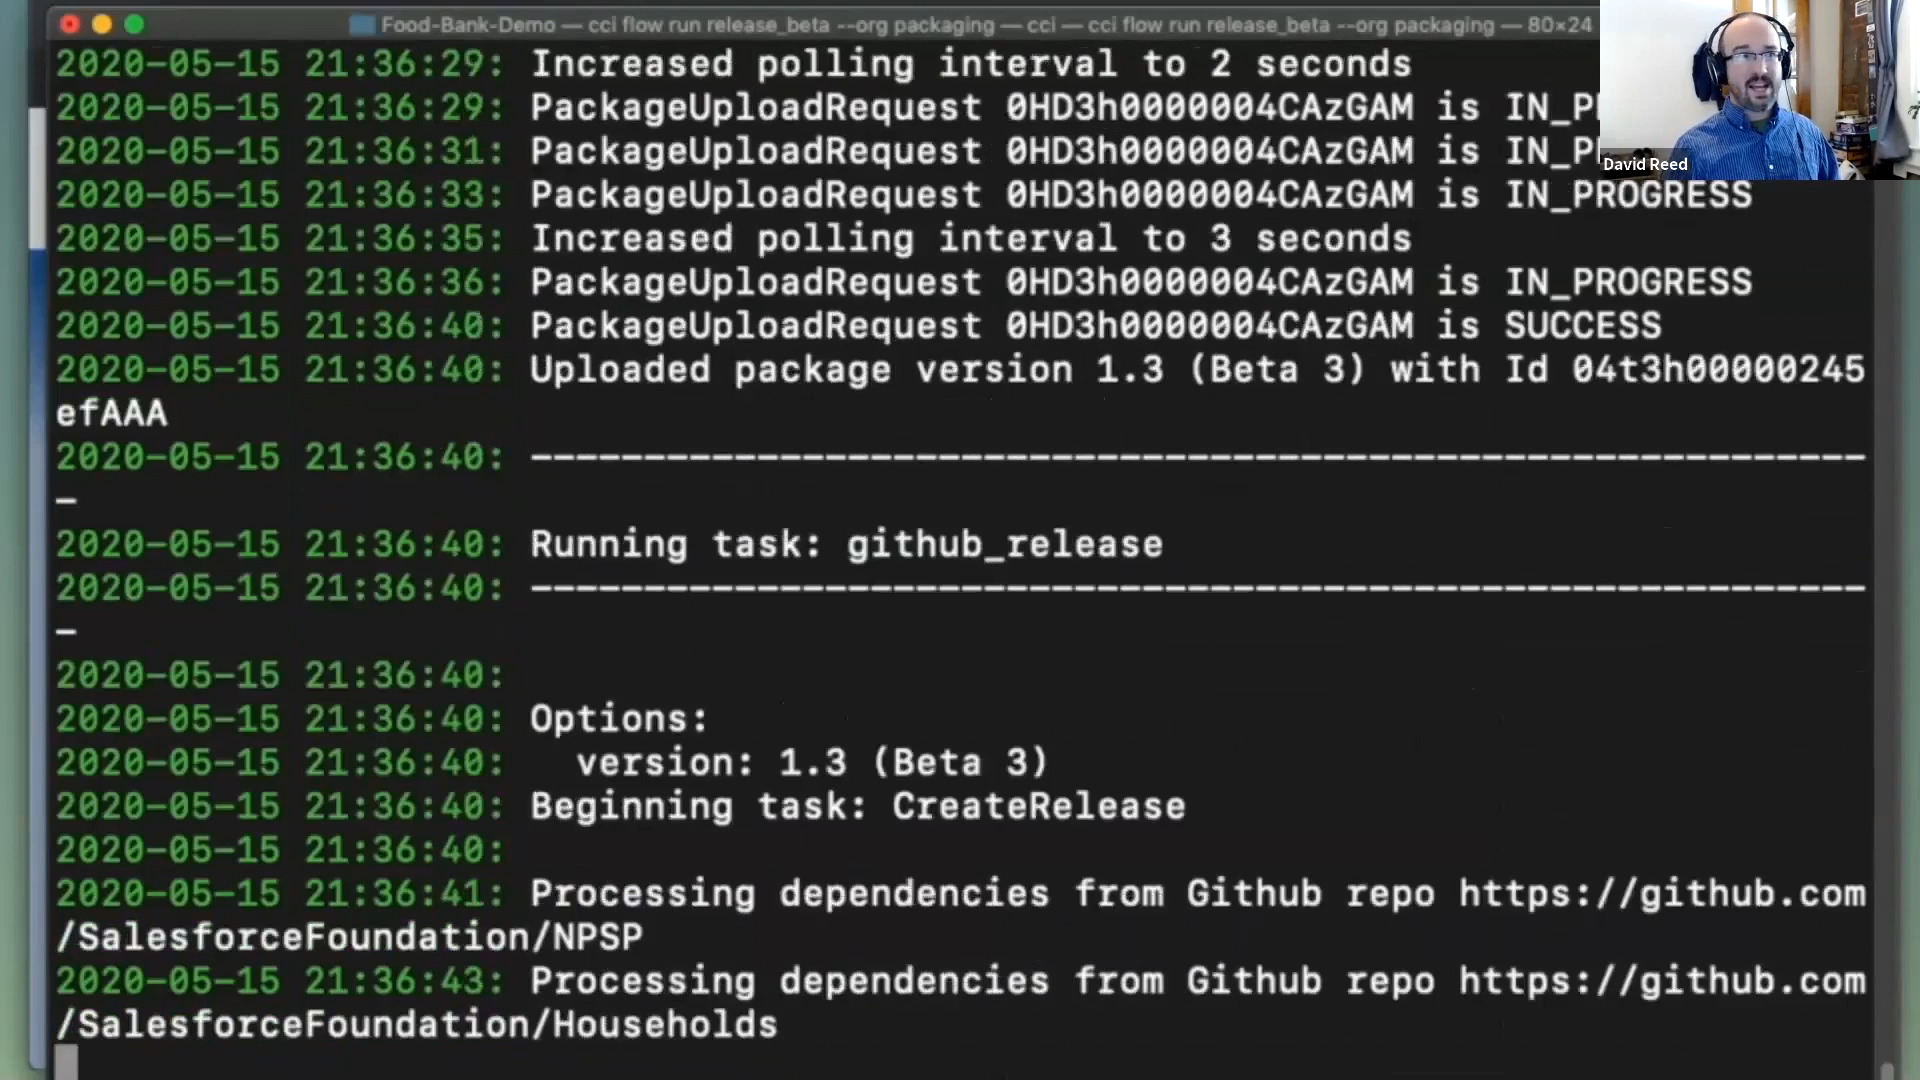 Food-Bank-Demo — cci flow run release_beta --org packaging — cci — cci flow run release_beta --org packaging — 80×24
2020-05-15 21:36:29: Increased polling interval to 2 seconds
2020-05-15 21:36:29: PackageUploadRequest 0HD3h0000004CAzGAM is IN_P
2020-05-15 21:36:31: PackageUploadRequest 0HD3h0000004CAzGAM is IN_P
David Reed
2020-05-15 21:36:33: PackageUploadRequest 0HD3h0000004CAzGAM is IN_PROGRESS
2020-05-15 21:36:35: Increased polling interval to 3 seconds
2020-05-15 21:36:36: PackageUploadRequest 0HD3h0000004CAzGAM is IN_PROGRESS
2020-05-15 21:36:40: PackageUploadRequest 0HD3h0000004CAzGAM is SUCCESS
2020-05-15 21:36:40: Uploaded package version 1.3 (Beta 3) with Id 04t3h00000245
efAAA
2020-05-15 21:36:40: -----------------------------------------------------------
-
2020-05-15 21:36:40: Running task: github_release
2020-05-15 21:36:40: -----------------------------------------------------------
-
2020-05-15 21:36:40:
2020-05-15 21:36:40: Options:
2020-05-15 21:36:40:   version: 1.3 (Beta 3)
2020-05-15 21:36:40: Beginning task: CreateRelease
2020-05-15 21:36:40:
2020-05-15 21:36:41: Processing dependencies from Github repo https://github.com
/SalesforceFoundation/NPSP
2020-05-15 21:36:43: Processing dependencies from Github repo https://github.com
/SalesforceFoundation/Households